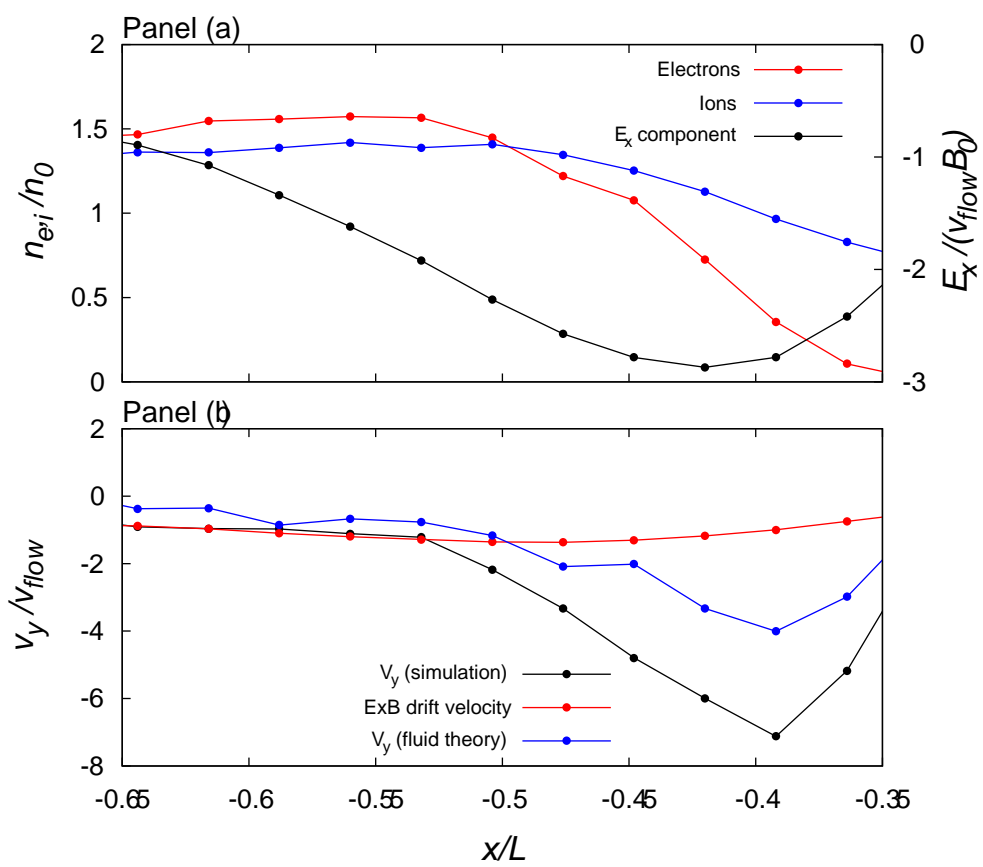 Panel (a)
2
1.5
1
0.5
0
n_e,i /n_0
Electrons
Ions
E_x component
0
-1
-2
-3
E_x /(v_flow B_0)
Panel (b)
2
0
-2
-4
-6
-8
v_y /v_flow
V_y (simulation)
ExB drift velocity
V_y (fluid theory)
-0.65 -0.6 -0.55 -0.5 -0.45 -0.4 -0.35
x/L